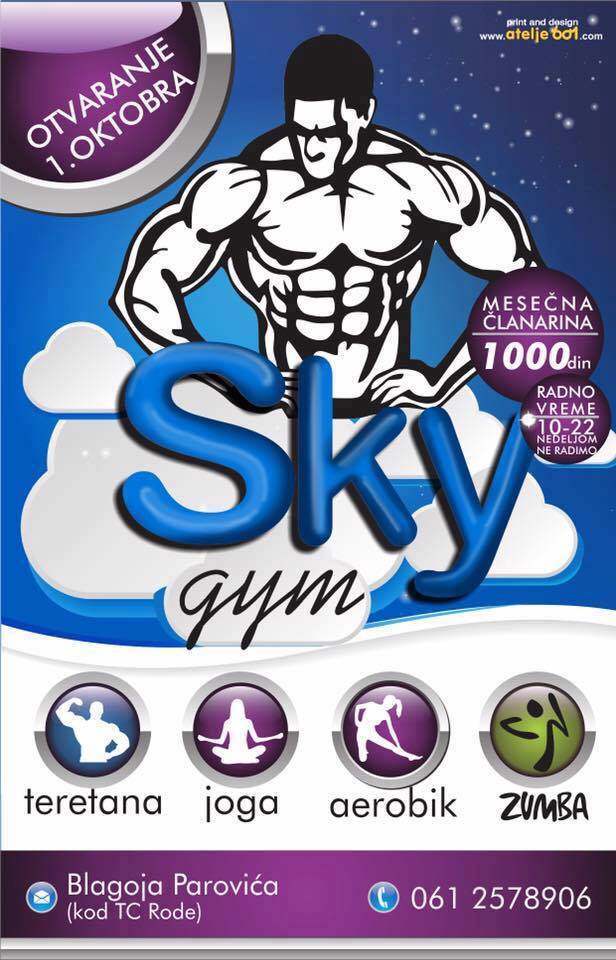 print and design
www.atelje601.com
OTVARANJE
1.OKTOBRA
MESEČNA
ČLANARINA
1000din
RADNO
VREME
10-22
NEDELJOM
NE RADIMO
Sky
gym
teretana
joga
aerobik
ZUMBA
Blagoja Parovića
(kod TC Rode)
061 2578906